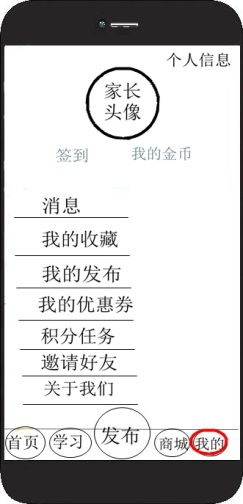 个人信息
家长
头像
签到 我的金币
消息
我的收藏
我的发布
我的优惠券
积分任务
邀请好友
关于我们
首页 学习 发布 商城 我的